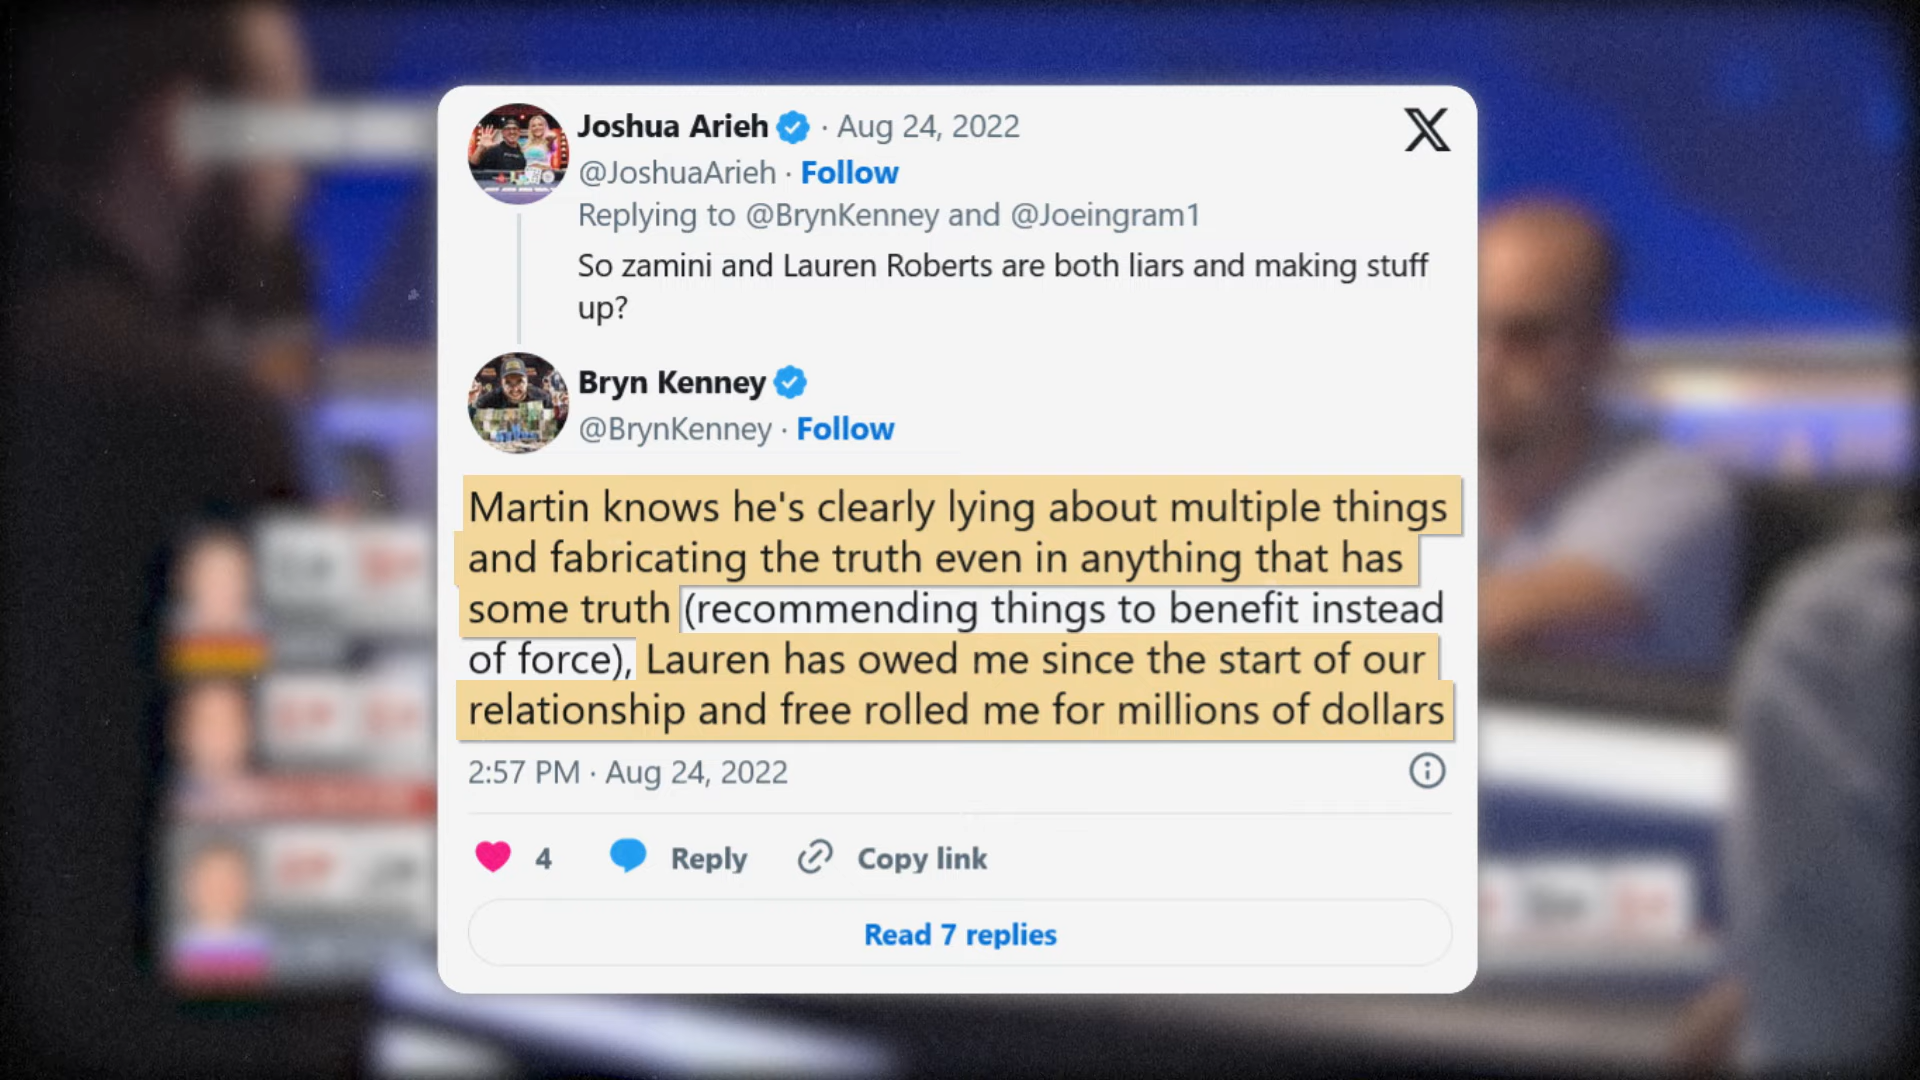 Joshua Arieh · Aug 24, 2022
@JoshuaArieh · Follow
Replying to @BrynKenney and @Joeingram1
So zamini and Lauren Roberts are both liars and making stuff
up?
Bryn Kenney
@BrynKenney · Follow
Martin knows he's clearly lying about multiple things
and fabricating the truth even in anything that has
some truth (recommending things to benefit instead
of force), Lauren has owed me since the start of our
relationship and free rolled me for millions of dollars
2:57 PM · Aug 24, 2022
4 Reply Copy link
Read 7 replies